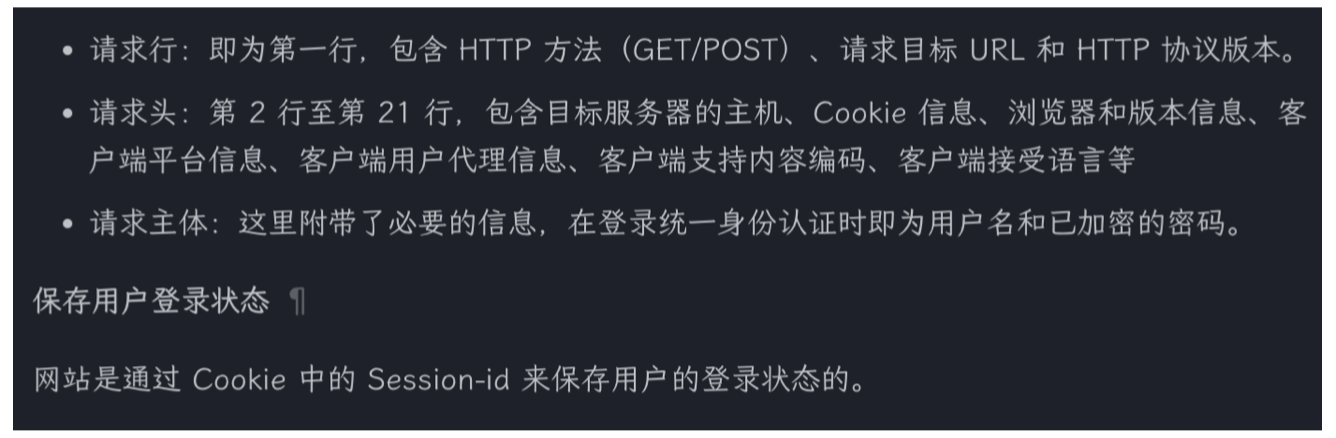 • 请求行：即为第一行，包含 HTTP 方法（GET/POST）、请求目标 URL 和 HTTP 协议版本。
• 请求头：第 2 行至第 21 行，包含目标服务器的主机、Cookie 信息、浏览器和版本信息、客
户端平台信息、客户端用户代理信息、客户端支持内容编码、客户端接受语言等
• 请求主体：这里附带了必要的信息，在登录统一身份认证时即为用户名和已加密的密码。
保存用户登录状态 ¶
网站是通过 Cookie 中的 Session-id 来保存用户的登录状态的。